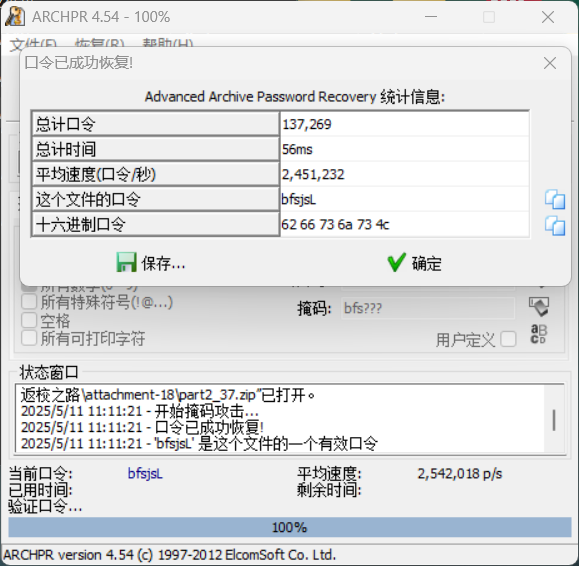 ARCHPR 4.54 - 100%
文件(F) 恢复(R) 帮助(H)
口令已成功恢复!
Advanced Archive Password Recovery 统计信息:
总计口令 137,269
总计时间 56ms
平均速度(口令/秒) 2,451,232
这个文件的口令 bfsjsL
十六进制口令 62 66 73 6a 73 4c
保存... 确定
所有特殊符号(!@...) 掩码: bfs???
空格
所有可打印字符 用户定义
状态窗口
返校之路\attachment-18\part2_37.zip"已打开。
2025/5/11 11:11:21 - 开始掩码攻击...
2025/5/11 11:11:21 - 口令已成功恢复!
2025/5/11 11:11:21 - 'bfsjsL' 是这个文件的一个有效口令
当前口令: bfsjsL 平均速度: 2,542,018 p/s
已用时间: 剩余时间:
验证口令...
100%
ARCHPR version 4.54 (c) 1997-2012 ElcomSoft Co. Ltd.